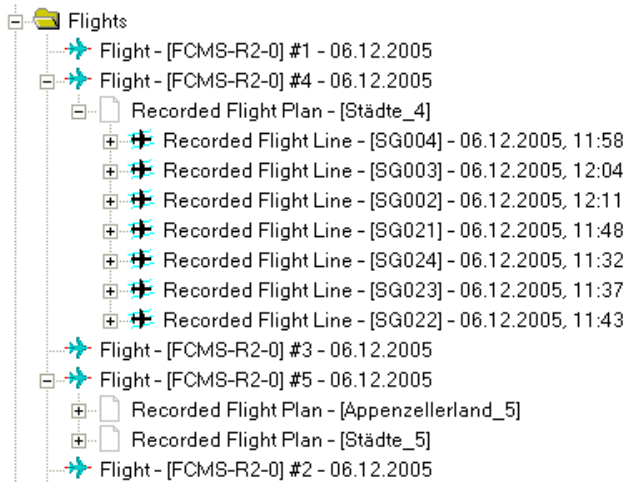 Flights
Flight - [FCMS-R2-0] #1 - 06.12.2005
Flight - [FCMS-R2-0] #4 - 06.12.2005
Recorded Flight Plan - [Städte_4]
Recorded Flight Line - [SG004] - 06.12.2005, 11:58
Recorded Flight Line - [SG003] - 06.12.2005, 12:04
Recorded Flight Line - [SG002] - 06.12.2005, 12:11
Recorded Flight Line - [SG021] - 06.12.2005, 11:48
Recorded Flight Line - [SG024] - 06.12.2005, 11:32
Recorded Flight Line - [SG023] - 06.12.2005, 11:37
Recorded Flight Line - [SG022] - 06.12.2005, 11:43
Flight - [FCMS-R2-0] #3 - 06.12.2005
Flight - [FCMS-R2-0] #5 - 06.12.2005
Recorded Flight Plan - [Appenzellerland_5]
Recorded Flight Plan - [Städte_5]
Flight - [FCMS-R2-0] #2 - 06.12.2005